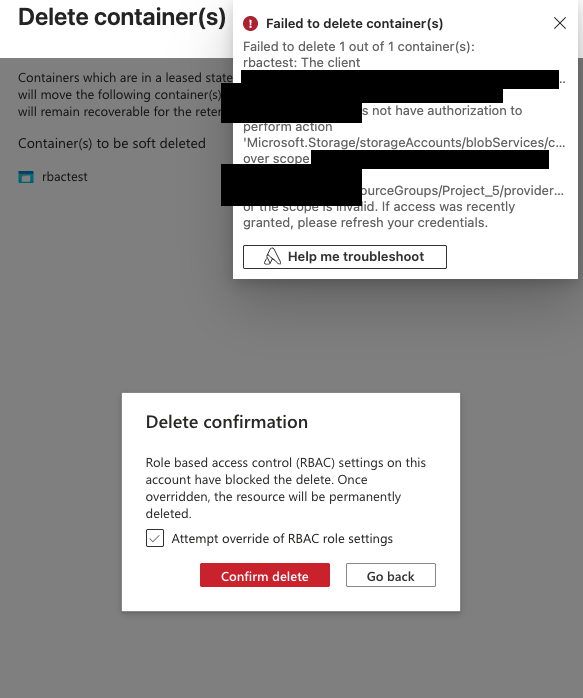 Delete container(s)
Failed to delete container(s)
Failed to delete 1 out of 1 container(s):
rbactest: The client
...
s not have authorization to
perform action
'Microsoft.Storage/storageAccounts/blobServices/c...
over scope
ourceGroups/Project_5/provider...
or the scope is invalid. If access was recently
granted, please refresh your credentials.
Help me troubleshoot
Containers which are in a leased state
will move the following container(s)
will remain recoverable for the reter
Container(s) to be soft deleted
rbactest
Delete confirmation
Role based access control (RBAC) settings on this
account have blocked the delete. Once
overridden, the resource will be permanently
deleted.
Attempt override of RBAC role settings
Confirm delete
Go back